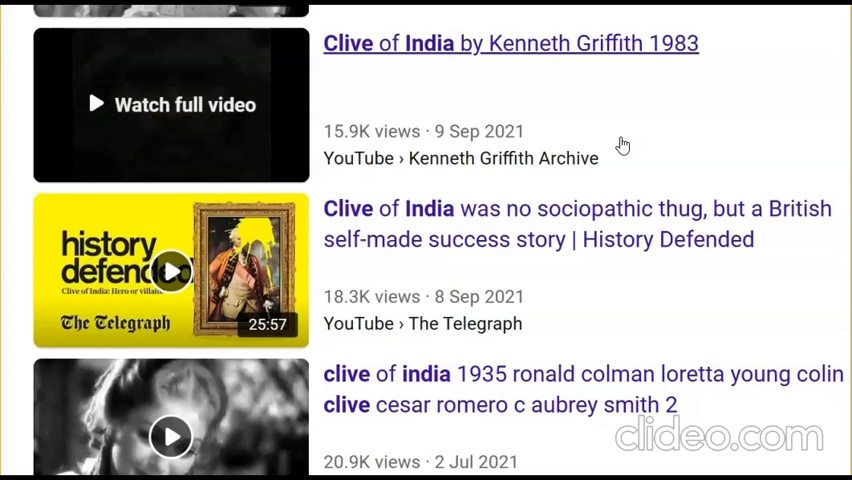 Clive of India by Kenneth Griffith 1983
Watch full video
15.9K views · 9 Sep 2021
YouTube › Kenneth Griffith Archive
Clive of India was no sociopathic thug, but a British
self-made success story | History Defended
history
defended
Clive of India: Hero or villain?
The Telegraph
25:57
18.3K views · 8 Sep 2021
YouTube › The Telegraph
clive of india 1935 ronald colman loretta young colin
clive cesar romero c aubrey smith 2
20.9K views · 2 Jul 2021
clideo.com